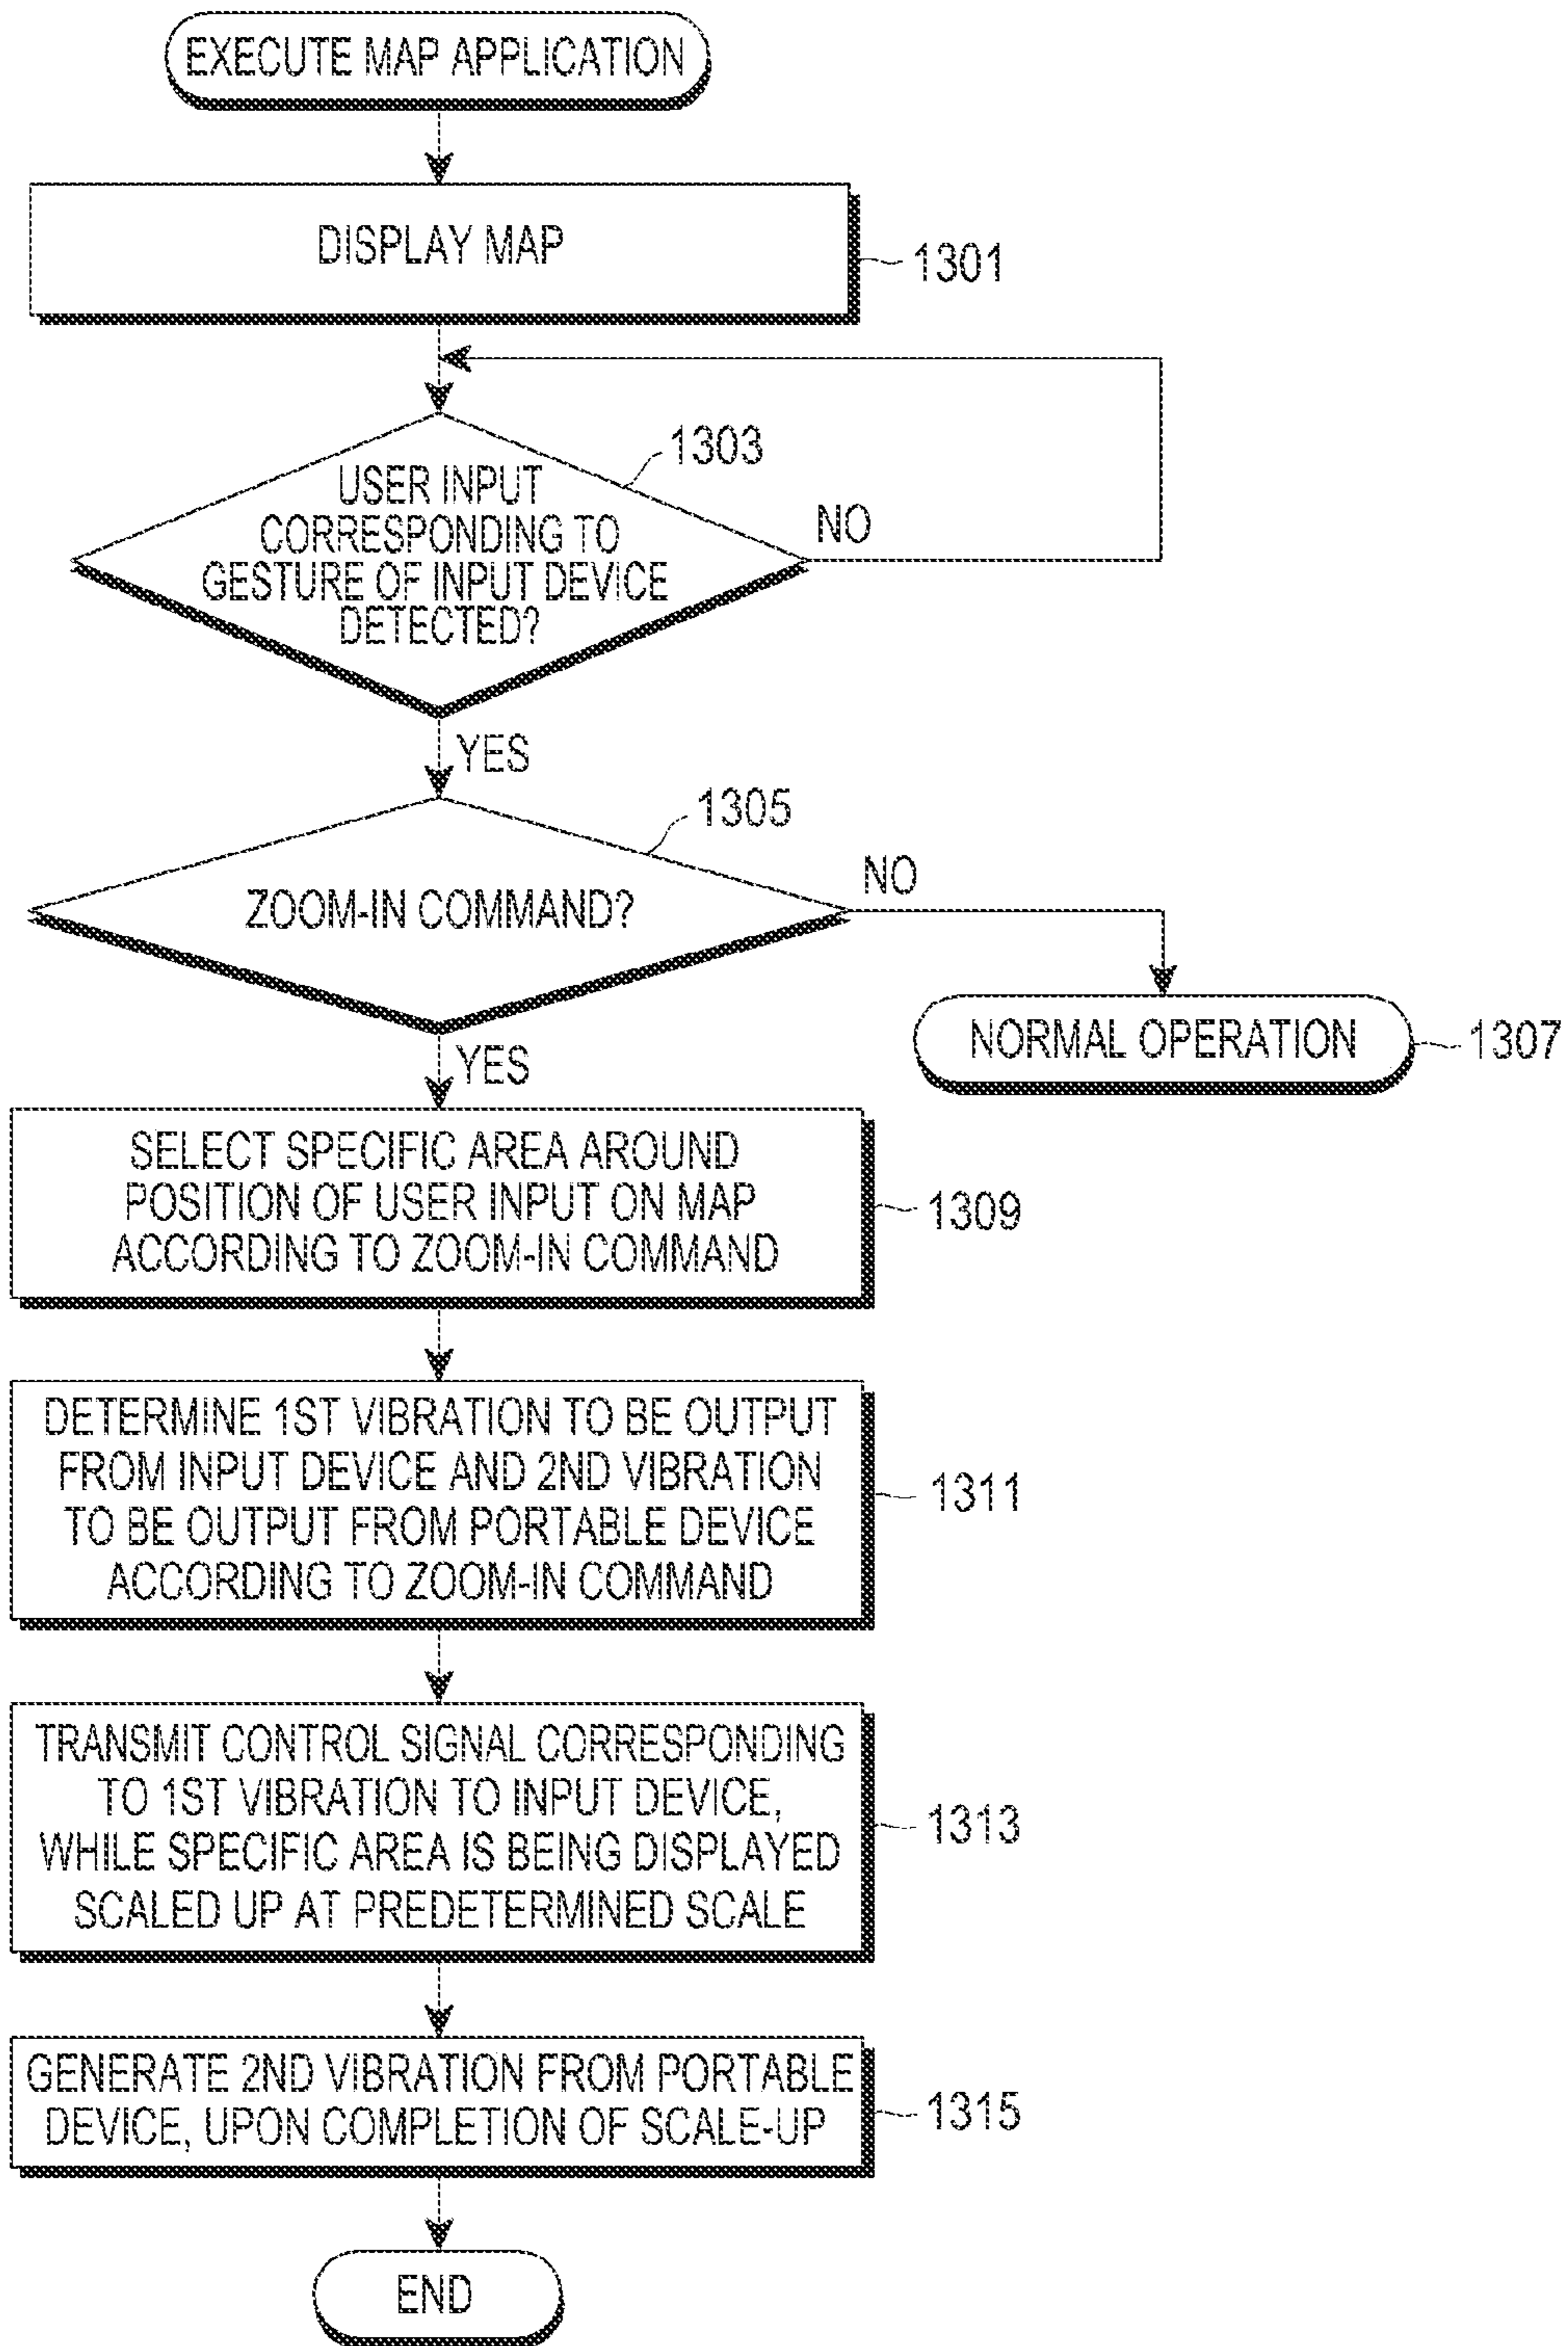 EXECUTE MAP APPLICATION
DISPLAY MAP
1301
1303
USER INPUT
CORRESPONDING TO
GESTURE OF INPUT DEVICE
DETECTED?
NO
YES
1305
ZOOM-IN COMMAND?
NO
NORMAL OPERATION
1307
YES
SELECT SPECIFIC AREA AROUND
POSITION OF USER INPUT ON MAP
ACCORDING TO ZOOM-IN COMMAND
1309
DETERMINE 1ST VIBRATION TO BE OUTPUT
FROM INPUT DEVICE AND 2ND VIBRATION
TO BE OUTPUT FROM PORTABLE DEVICE
ACCORDING TO ZOOM-IN COMMAND
1311
TRANSMIT CONTROL SIGNAL CORRESPONDING
TO 1ST VIBRATION TO INPUT DEVICE,
WHILE SPECIFIC AREA IS BEING DISPLAYED
SCALED UP AT PREDETERMINED SCALE
1313
GENERATE 2ND VIBRATION FROM PORTABLE
DEVICE, UPON COMPLETION OF SCALE-UP
1315
END